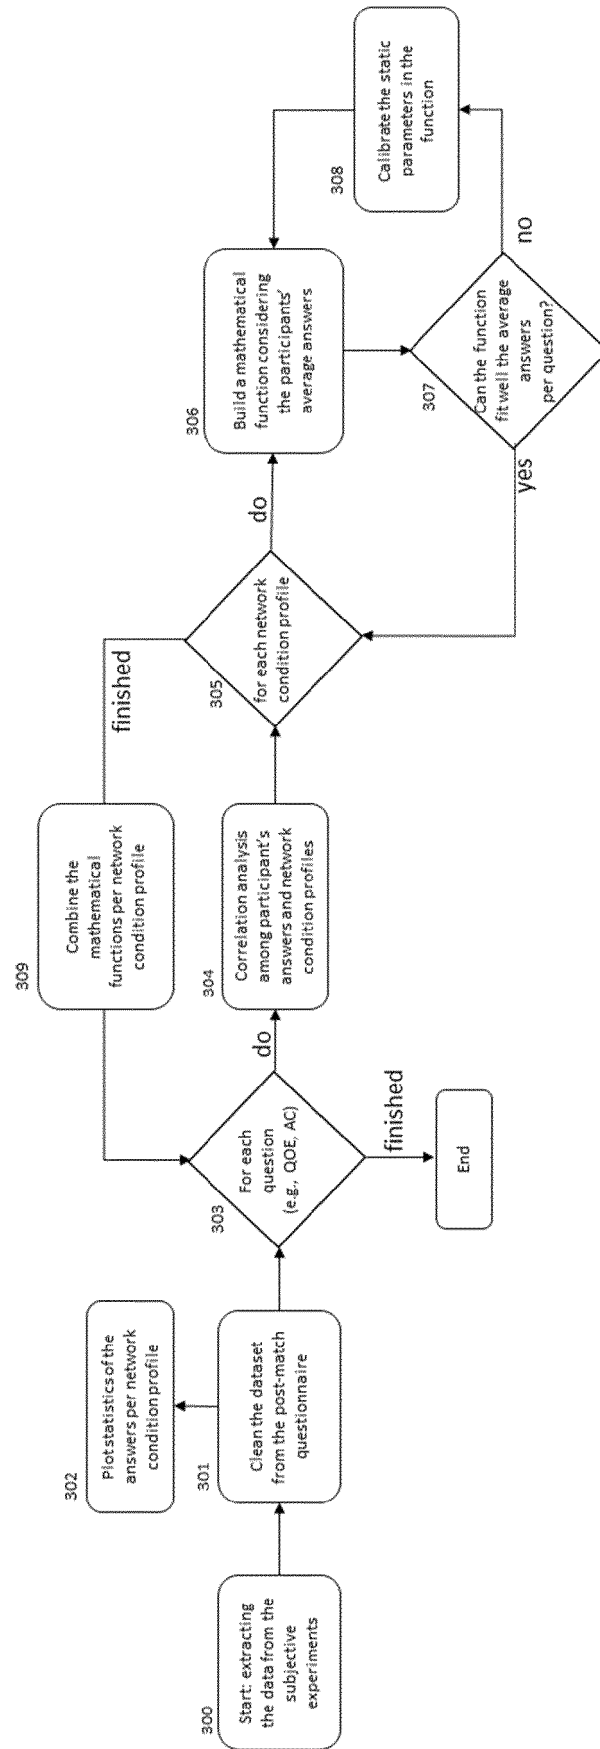 300
Start: extracting
the data from the
subjective
experiments
301
Clean the dataset
from the post-match
questionnaire
302
Plot statistics of the
answers per network
condition profile
303
For each
question
(e.g., QOE, AC)
finished
End
do
304
Correlation analysis
among participant's
answers and network
condition profiles
305
for each network
condition profile
finished
309
Combine the
mathematical
functions per network
condition profile
do
306
Build a mathematical
function considering
the participants'
average answers
307
Can the function
fit well the average
answers
per question?
yes
no
308
Calibrate the static
parameters in the
function